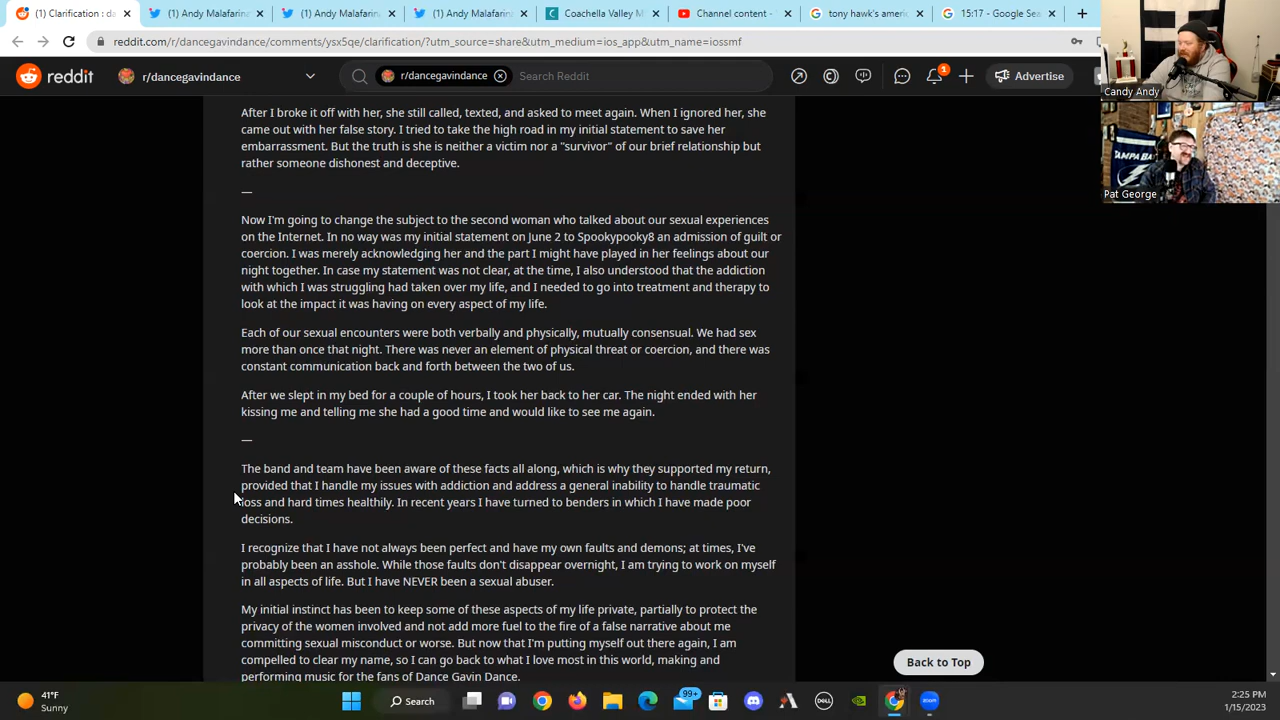 (1) Clarification : da
(1) Andy Malafarina
(1) Andy Malafarina
(1) Andy Malafarina
Coachella Valley M
Channel content -
tony hawk's ameri
15:17 - Google Sea
reddit.com/r/dancegavindance/comments/ysx5qe/clarification/?utm_source=share&utm_medium=ios_app&utm_name=iossmf
reddit
r/dancegavindance
r/dancegavindance
Search Reddit
1
Advertise
Candy Andy
TAMPA BA
Pat George
After I broke it off with her, she still called, texted, and asked to meet again. When I ignored her, she
came out with her false story. I tried to take the high road in my initial statement to save her
embarrassment. But the truth is she is neither a victim nor a "survivor" of our brief relationship but
rather someone dishonest and deceptive.
—
Now I'm going to change the subject to the second woman who talked about our sexual experiences
on the Internet. In no way was my initial statement on June 2 to Spookypooky8 an admission of guilt or
coercion. I was merely acknowledging her and the part I might have played in her feelings about our
night together. In case my statement was not clear, at the time, I also understood that the addiction
with which I was struggling had taken over my life, and I needed to go into treatment and therapy to
look at the impact it was having on every aspect of my life.
Each of our sexual encounters were both verbally and physically, mutually consensual. We had sex
more than once that night. There was never an element of physical threat or coercion, and there was
constant communication back and forth between the two of us.
After we slept in my bed for a couple of hours, I took her back to her car. The night ended with her
kissing me and telling me she had a good time and would like to see me again.
—
The band and team have been aware of these facts all along, which is why they supported my return,
provided that I handle my issues with addiction and address a general inability to handle traumatic
loss and hard times healthily. In recent years I have turned to benders in which I have made poor
decisions.
I recognize that I have not always been perfect and have my own faults and demons; at times, I've
probably been an asshole. While those faults don't disappear overnight, I am trying to work on myself
in all aspects of life. But I have NEVER been a sexual abuser.
My initial instinct has been to keep some of these aspects of my life private, partially to protect the
privacy of the women involved and not add more fuel to the fire of a false narrative about me
committing sexual misconduct or worse. But now that I'm putting myself out there again, I am
compelled to clear my name, so I can go back to what I love most in this world, making and
performing music for the fans of Dance Gavin Dance.
Back to Top
41°F
Sunny
Search
99+
DELL
2:25 PM
1/15/2023